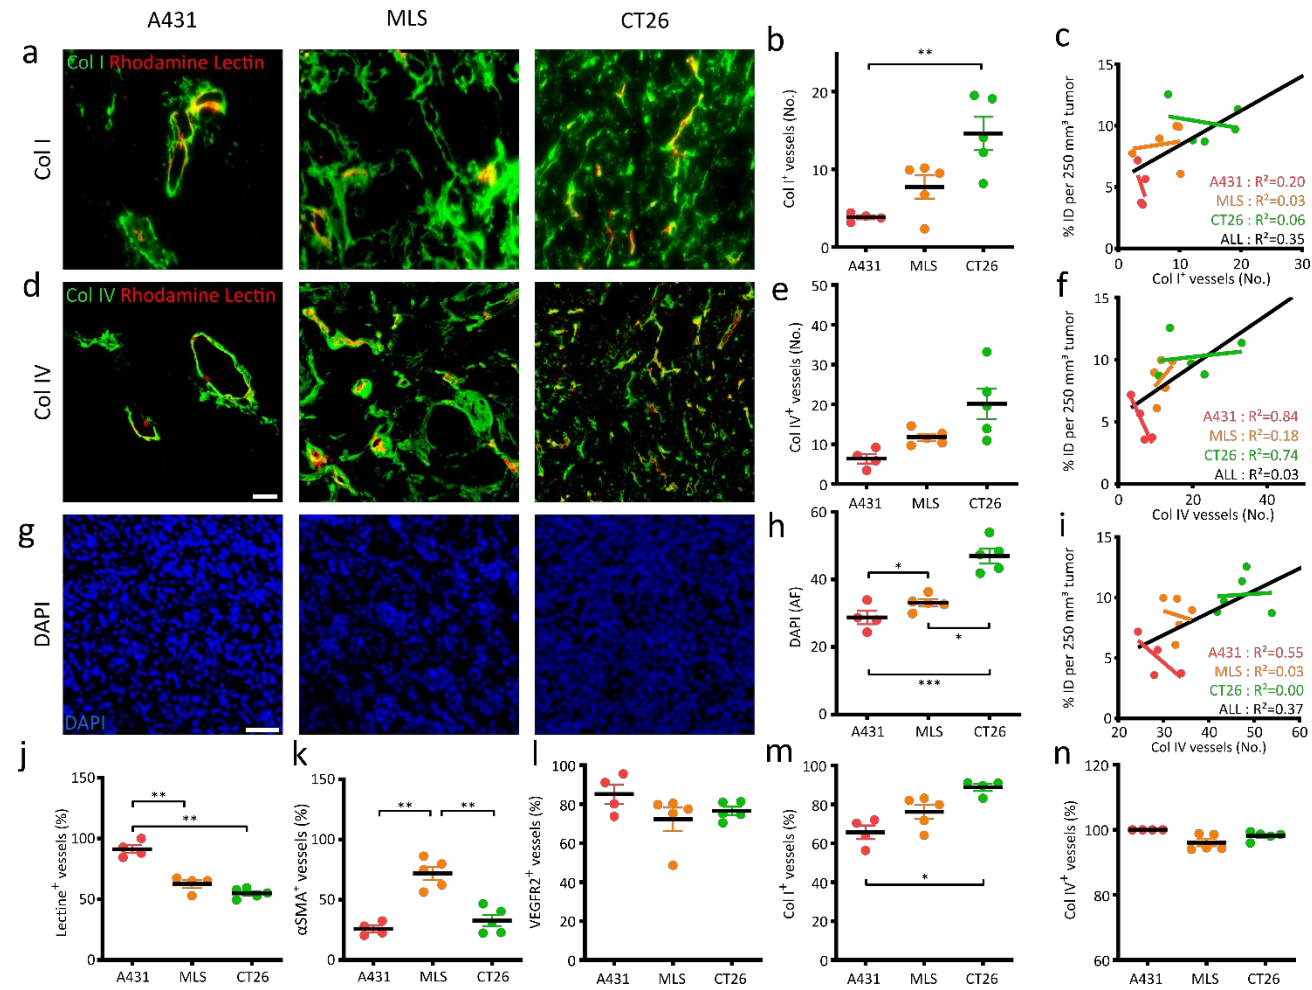 A431 MLS CT26
a
Col I Rhodamine Lectin
Col I
b
Col I⁺ vessels (No.)
20
10
0
**
A431 MLS CT26
c
% ID per 250 mm³ tumor
15
10
5
0
A431 : R²=0.20
MLS : R²=0.03
CT26 : R²=0.06
ALL : R²=0.35
0 10 20 30
Col I⁺ vessels (No.)
d
Col IV Rhodamine Lectin
Col IV
e
Col IV⁺ vessels (No.)
50
40
30
20
10
0
A431 MLS CT26
f
% ID per 250 mm³ tumor
15
10
5
0
A431 : R²=0.84
MLS : R²=0.18
CT26 : R²=0.74
ALL : R²=0.03
0 20 40
Col IV vessels (No.)
g
DAPI
DAPI
h
DAPI (AF)
60
40
20
0
*
*
***
A431 MLS CT26
i
% ID per 250 mm³ tumor
15
10
5
0
A431 : R²=0.55
MLS : R²=0.03
CT26 : R²=0.00
ALL : R²=0.37
20 30 40 50 60
Col IV vessels (No.)
j
Lectine⁺ vessels (%)
150
100
50
0
**
**
A431 MLS CT26
k
αSMA⁺ vessels (%)
150
100
50
0
** **
A431 MLS CT26
l
VEGFR2⁺ vessels (%)
100
80
60
40
20
0
A431 MLS CT26
m
Col I⁺ vessels (%)
100
80
60
40
20
0
*
A431 MLS CT26
n
Col IV⁺ vessels (%)
120
100
80
60
A431 MLS CT26